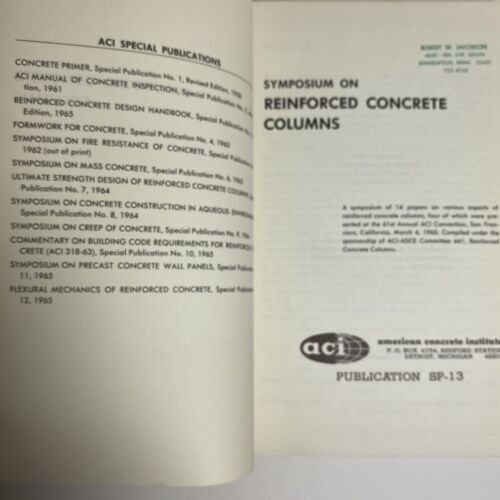 ACI SPECIAL PUBLICATIONS
CONCRETE PRIMER, Special Publication No. 1, Revised Edition, 1958
ACI MANUAL OF CONCRETE INSPECTION, Special Publication No. 2,
tion, 1961
REINFORCED CONCRETE DESIGN HANDBOOK, Special Publication
Edition, 1965
FORMWORK FOR CONCRETE, Special Publication No. 4, 1963
SYMPOSIUM ON FIRE RESISTANCE OF CONCRETE, Special Publication
1962 (out of print)
SYMPOSIUM ON MASS CONCRETE, Special Publication No. 6, 1963
ULTIMATE STRENGTH DESIGN OF REINFORCED CONCRETE COLUMNS,
Publication No. 7, 1964
SYMPOSIUM ON CONCRETE CONSTRUCTION IN AQUEOUS
Special Publication No. 8, 1964
SYMPOSIUM ON CREEP OF CONCRETE, Special Publication No. 9, 1964
COMMENTARY ON BUILDING CODE REQUIREMENTS FOR REINFORCED
CRETE (ACI 318-63), Special Publication No. 10, 1965
SYMPOSIUM ON PRECAST CONCRETE WALL PANELS, Special Publication
11, 1965
FLEXURAL MECHANICS OF REINFORCED CONCRETE, Special Publication
12, 1965
ROBERT W. JACOBSON
MINNEAPOLIS, MINN.
SYMPOSIUM ON
REINFORCED CONCRETE
COLUMNS
A symposium of 14 papers on various aspects of
reinforced concrete columns, four of which were pre-
sented at the 61st Annual ACI Convention, San Fran-
cisco, California, March 4, 1965. Compiled under the
sponsorship of ACI-ASCE Committee 441, Reinforced
Concrete Columns.
aci
american concrete institute
P. O. BOX 4754, REDFORD STATION
DETROIT, MICHIGAN
PUBLICATION SP-13